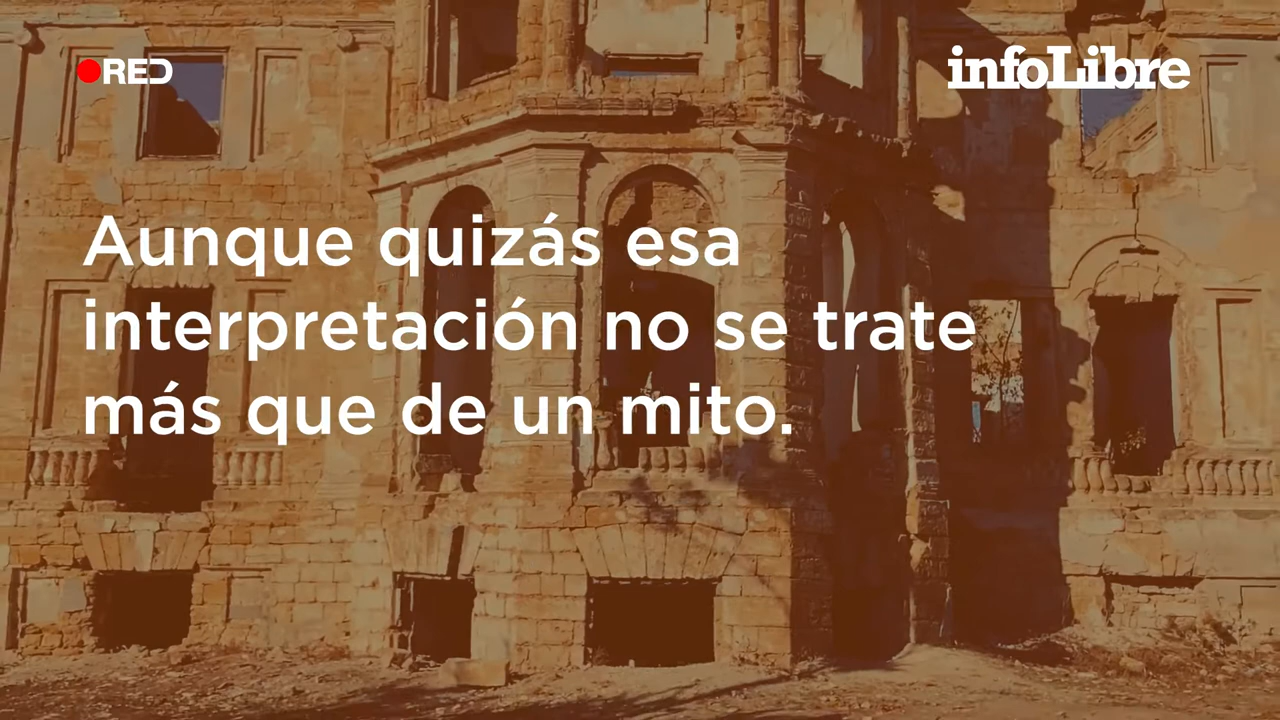 RED
infoLibre
Aunque quizás esa
interpretación no se trate
más que de un mito.